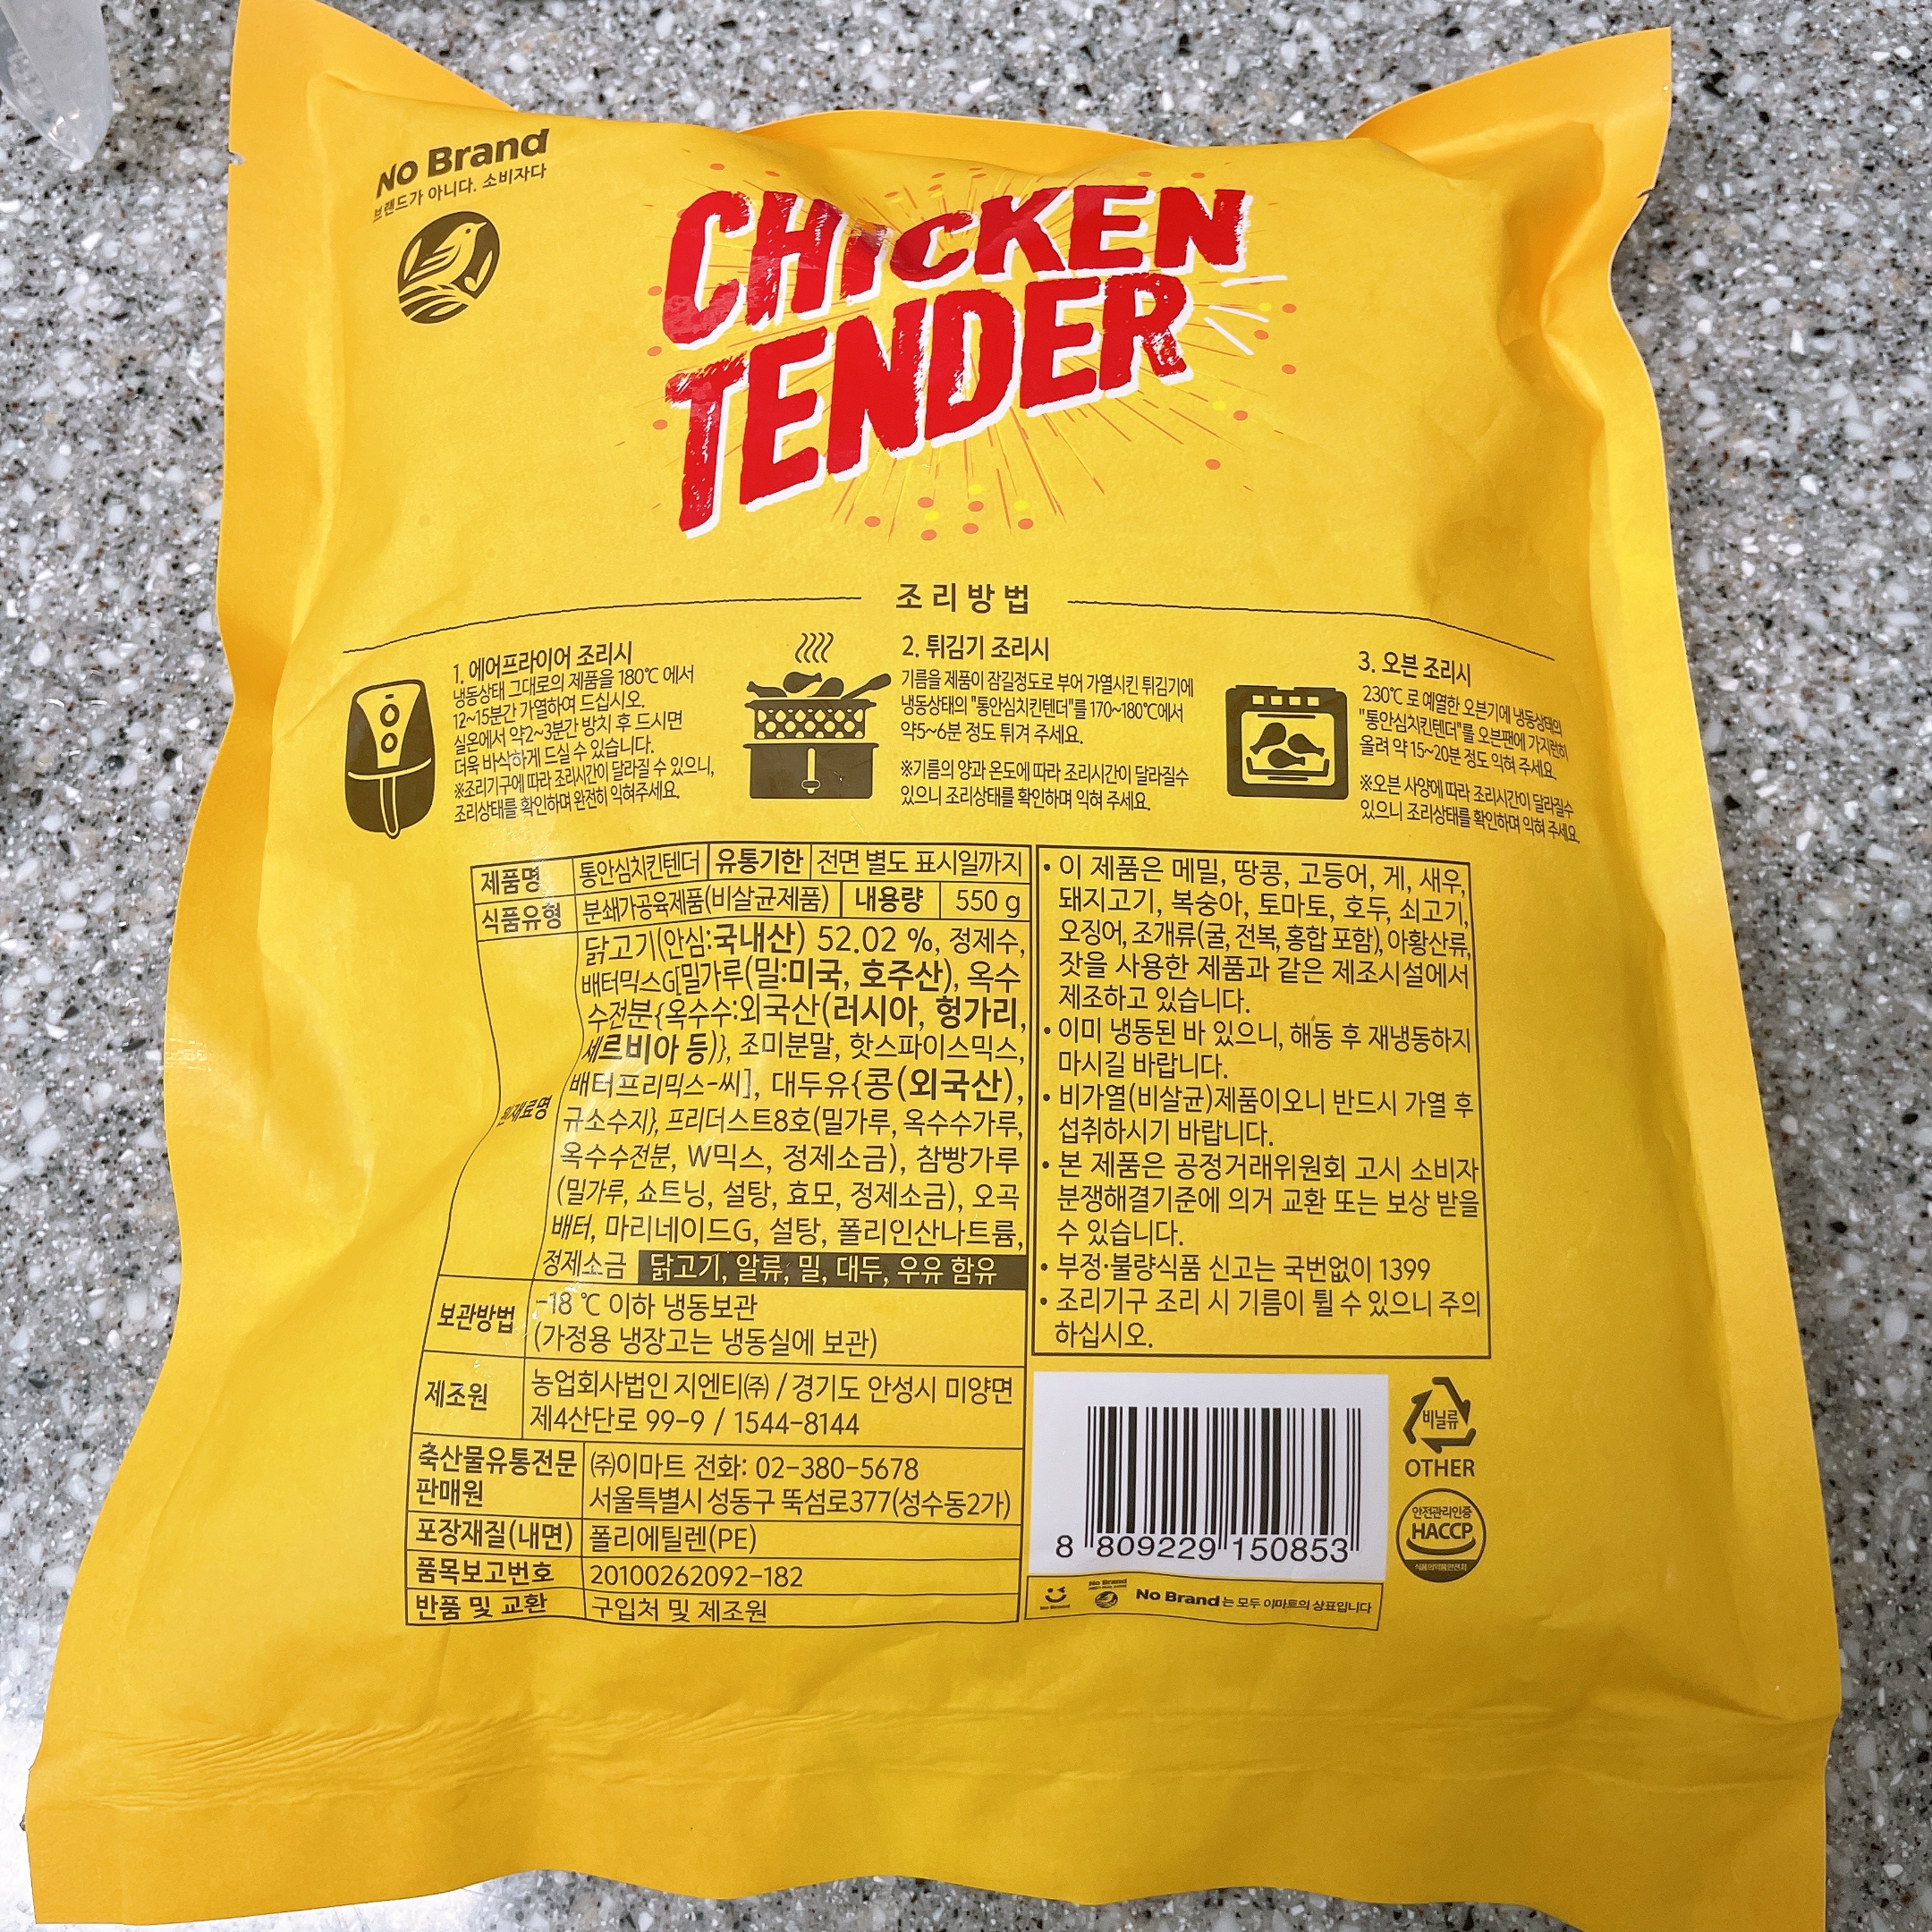 No Brand
브랜드가 아니다. 소비자다
CHICKEN
TENDER
조리방법
1. 에어프라이어 조리시
냉동상태 그대로의 제품을 180℃ 에서
12~15분간 가열하여 드십시오.
실온에서 약2~3분간 방치 후 드시면
더욱 바삭하게 드실 수 있습니다.
※조리기구에 따라 조리시간이 달라질 수 있으니,
조리상태를 확인하며 완전히 익혀주세요.
2. 튀김기 조리시
기름을 제품이 잠길정도로 부어 가열시킨 튀김기에
냉동상태의 "통안심치킨텐더"를 170~180℃에서
약5~6분 정도 튀겨 주세요.
※기름의 양과 온도에 따라 조리시간이 달라질수
있으니 조리상태를 확인하며 익혀 주세요.
3. 오븐 조리시
230℃ 로 예열한 오븐기에 냉동상태의
"통안심치킨텐더"를 오븐팬에 가지런히
올려 약 15~20분 정도 익혀 주세요.
※오븐 사양에 따라 조리시간이 달라질수
있으니 조리상태를 확인하며 익혀 주세요.
제품명 통안심치킨텐더 유통기한 전면 별도 표시일까지
식품유형 분쇄가공육제품(비살균제품) 내용량 550 g
원재료명
닭고기(안심:국내산) 52.02 %, 정제수,
배터믹스G[밀가루(밀:미국, 호주산), 옥수
수전분{옥수수:외국산(러시아, 헝가리,
세르비아 등)}, 조미분말, 핫스파이스믹스,
배터프리믹스-씨], 대두유{콩(외국산),
규소수지}, 프리더스트8호(밀가루, 옥수수가루,
옥수수전분, W믹스, 정제소금), 참빵가루
(밀가루, 쇼트닝, 설탕, 효모, 정제소금), 오곡
배터, 마리네이드G, 설탕, 폴리인산나트륨,
정제소금 닭고기, 알류, 밀, 대두, 우유 함유
보관방법 -18 ℃ 이하 냉동보관
(가정용 냉장고는 냉동실에 보관)
제조원 농업회사법인 지엔티㈜ / 경기도 안성시 미양면
제4산단로 99-9 / 1544-8144
축산물유통전문 ㈜이마트 전화: 02-380-5678
판매원 서울특별시 성동구 뚝섬로377(성수동2가)
포장재질(내면) 폴리에틸렌(PE)
품목보고번호 20100262092-182
반품 및 교환 구입처 및 제조원
• 이 제품은 메밀, 땅콩, 고등어, 게, 새우,
돼지고기, 복숭아, 토마토, 호두, 쇠고기,
오징어, 조개류(굴, 전복, 홍합 포함), 아황산류,
잣을 사용한 제품과 같은 제조시설에서
제조하고 있습니다.
• 이미 냉동된 바 있으니, 해동 후 재냉동하지
마시길 바랍니다.
• 비가열(비살균)제품이오니 반드시 가열 후
섭취하시기 바랍니다.
• 본 제품은 공정거래위원회 고시 소비자
분쟁해결기준에 의거 교환 또는 보상 받을
수 있습니다.
• 부정·불량식품 신고는 국번없이 1399
• 조리기구 조리 시 기름이 튈 수 있으니 주의
하십시오.
8 809229 150853
비닐류
OTHER
안전관리인증
HACCP
식품의약품안전처
No Brand
No Brand
No Brand는 모두 이마트의 상표입니다